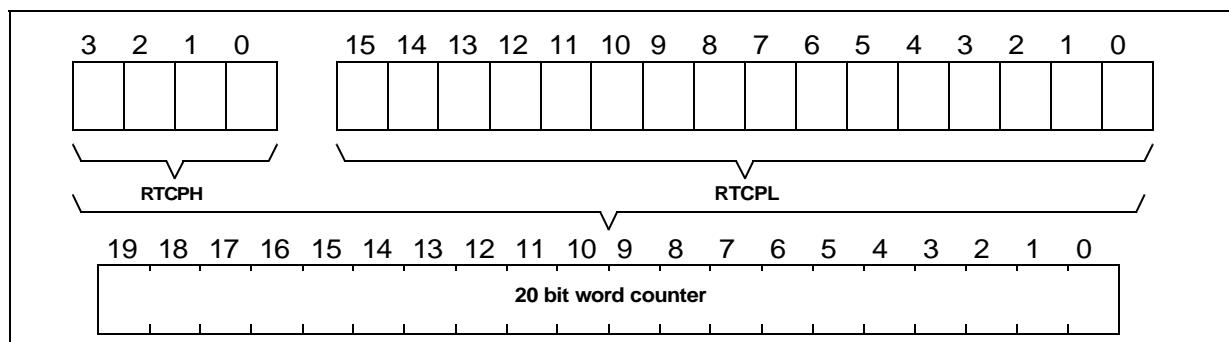 3 2 1 0 15 14 13 12 11 10 9 8 7 6 5 4 3 2 1 0
RTCPH RTCPL
19 18 17 16 15 14 13 12 11 10 9 8 7 6 5 4 3 2 1 0
20 bit word counter